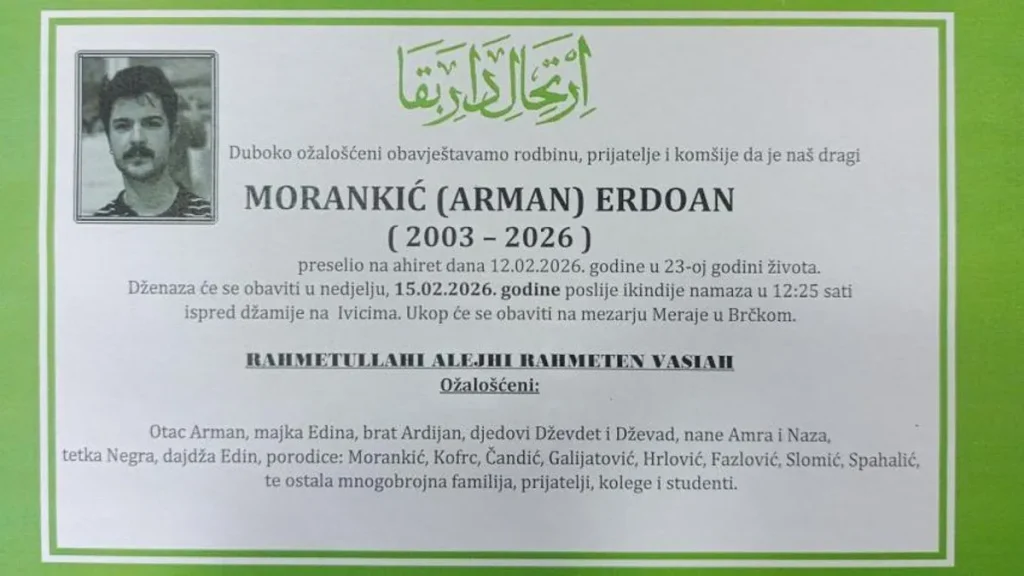 اِرْتِحَالِ دَارِ بَقَا
Duboko ožalošćeni obavještavamo rodbinu, prijatelje i komšije da je naš dragi
MORANKIĆ (ARMAN) ERDOAN
( 2003 – 2026 )
preselio na ahiret dana 12.02.2026. godine u 23-oj godini života.
Dženaza će se obaviti u nedjelju, 15.02.2026. godine poslije ikindije namaza u 12:25 sati
ispred džamije na Ivicima. Ukop će se obaviti na mezarju Meraje u Brčkom.
RAHMETULLAHI ALEJHI RAHMETEN VASIAH
Ožalošćeni:
Otac Arman, majka Edina, brat Ardijan, djedovi Dževdet i Dževad, nane Amra i Naza,
tetka Negra, dajdža Edin, porodice: Morankić, Kofrc, Čandić, Galijatović, Hrlović, Fazlović, Slomić, Spahalić,
te ostala mnogobrojna familija, prijatelji, kolege i studenti.